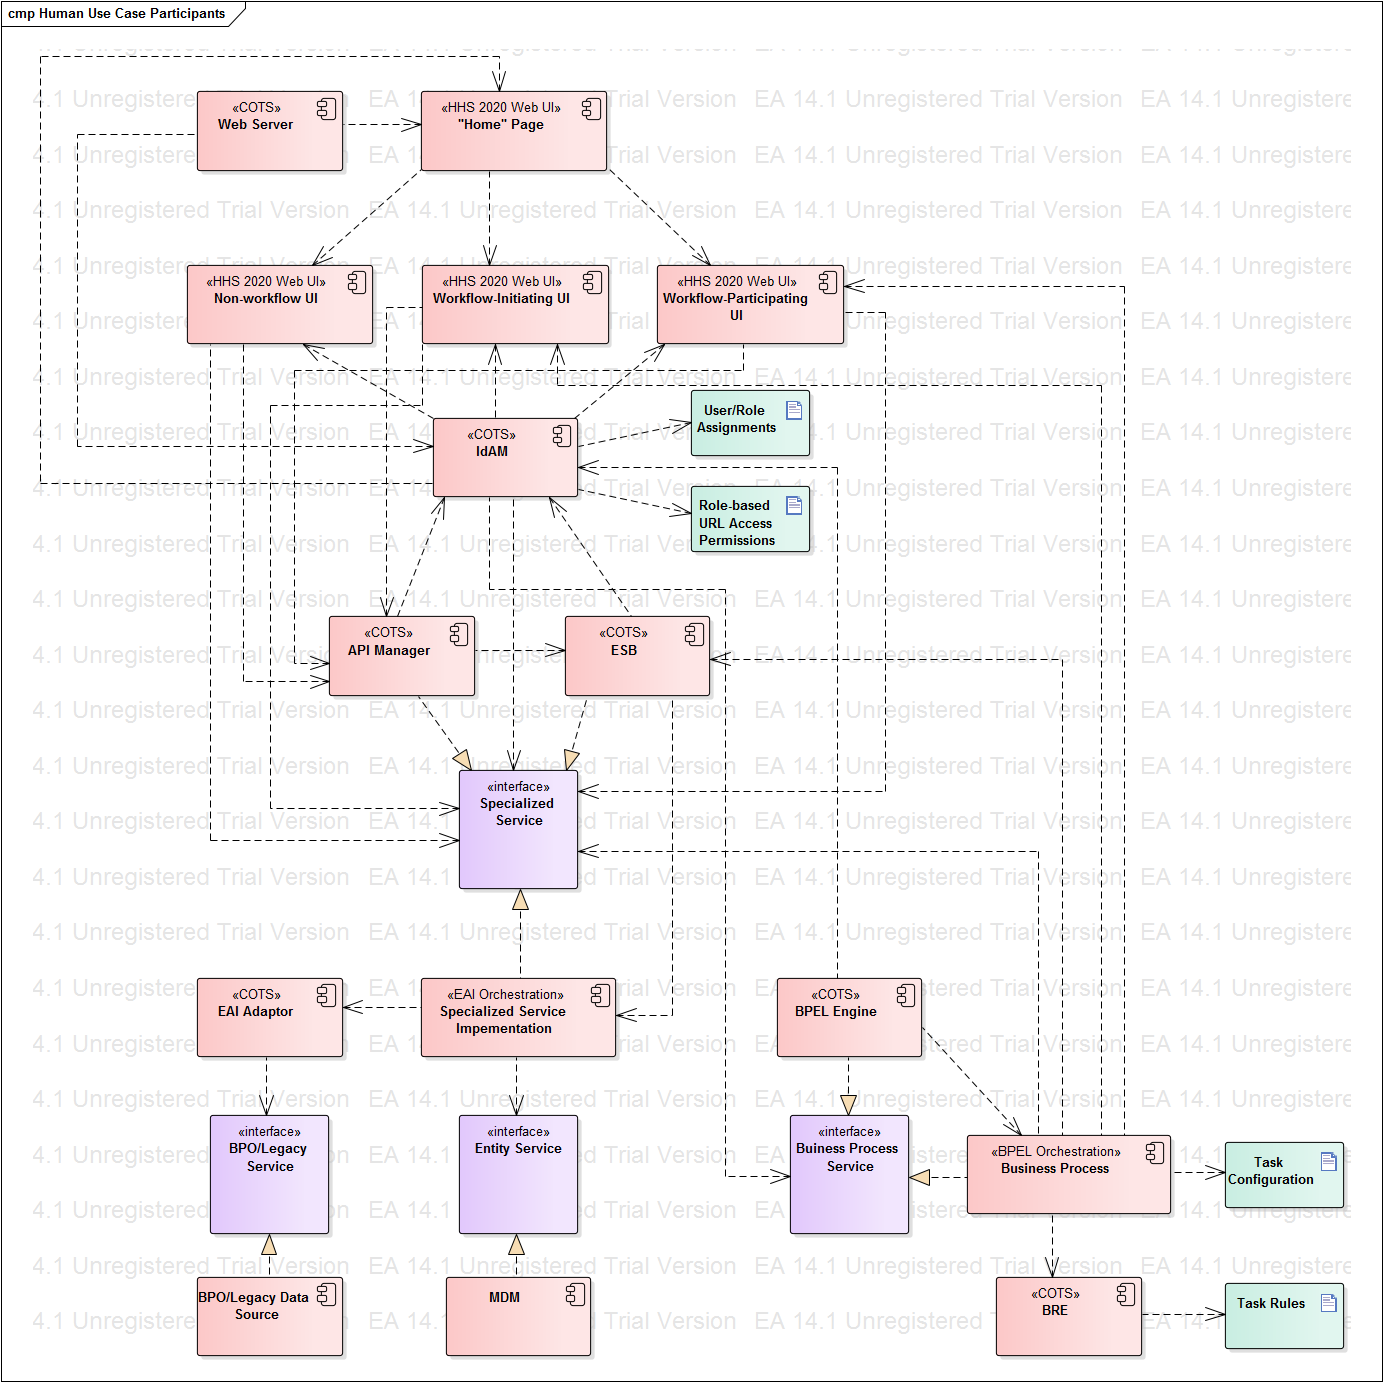 cmp Human Use Case Participants
«COTS»
Web Server
«HHS 2020 Web UI»
"Home" Page
«HHS 2020 Web UI»
Non-workflow UI
«HHS 2020 Web UI»
Workflow-Initiating UI
«HHS 2020 Web UI»
Workflow-Participating
UI
«COTS»
IdAM
User/Role
Assignments
Role-based
URL Access
Permissions
«COTS»
API Manager
«COTS»
ESB
«interface»
Specialized
Service
«COTS»
EAI Adaptor
«EAI Orchestration»
Specialized Service
Impementation
«COTS»
BPEL Engine
«interface»
BPO/Legacy
Service
«interface»
Entity Service
«interface»
Buiness Process
Service
«BPEL Orchestration»
Business Process
Task
Configuration
BPO/Legacy Data
Source
MDM
«COTS»
BRE
Task Rules
EA 14.1 Unregistered Trial Version